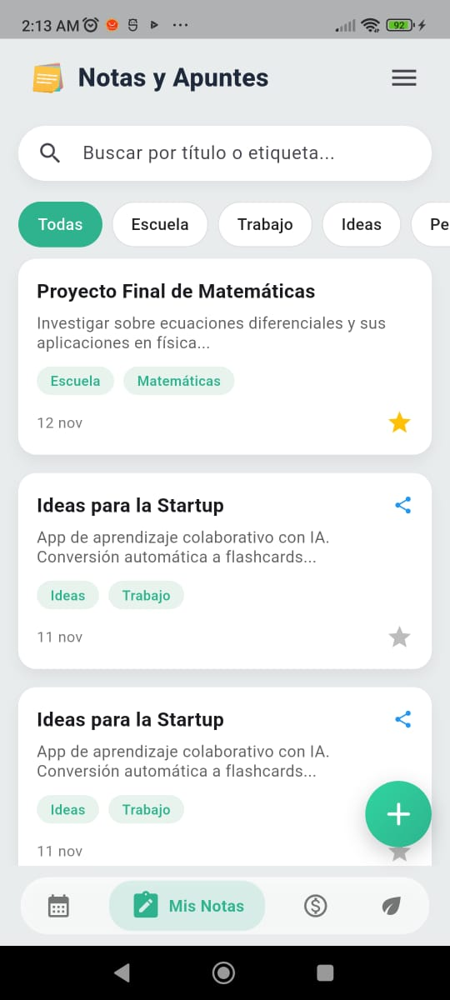 2:13 AM
92
Notas y Apuntes
Buscar por título o etiqueta...
Todas Escuela Trabajo Ideas Pe
Proyecto Final de Matemáticas
Investigar sobre ecuaciones diferenciales y sus
aplicaciones en física...
Escuela Matemáticas
12 nov
Ideas para la Startup
App de aprendizaje colaborativo con IA.
Conversión automática a flashcards...
Ideas Trabajo
11 nov
Ideas para la Startup
App de aprendizaje colaborativo con IA.
Conversión automática a flashcards...
Ideas Trabajo
11 nov
Mis Notas